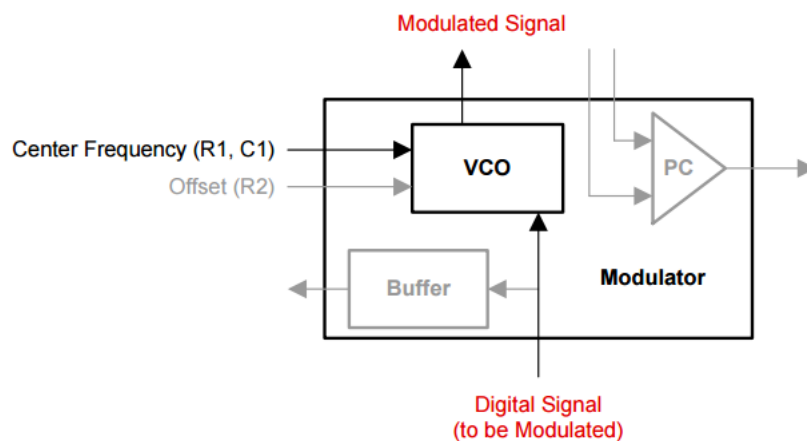 Modulated Signal
Center Frequency (R1, C1)
Offset (R2)
VCO
PC
Buffer
Modulator
Digital Signal
(to be Modulated)